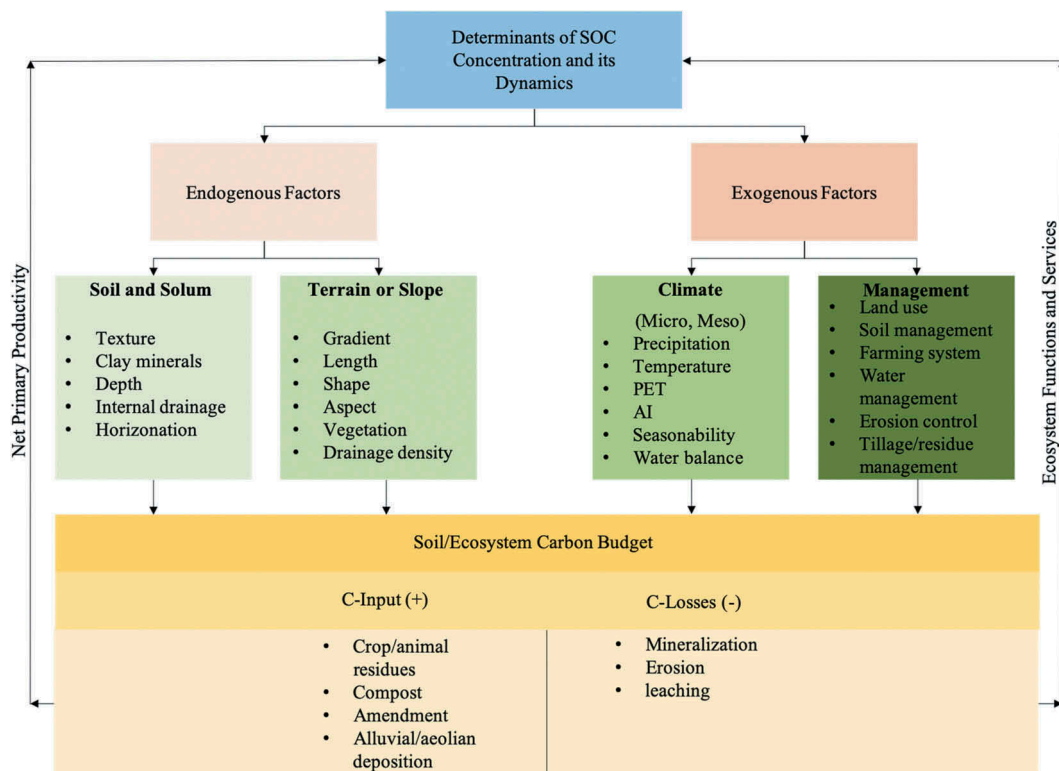 Determinants of SOC
Concentration and its
Dynamics
Endogenous Factors
Exogenous Factors
Net Primary Productivity
Soil and Solum
• Texture
• Clay minerals
• Depth
• Internal drainage
• Horizonation
Terrain or Slope
• Gradient
• Length
• Shape
• Aspect
• Vegetation
• Drainage density
Climate
(Micro, Meso)
• Precipitation
• Temperature
• PET
• AI
• Seasonability
• Water balance
Management
• Land use
• Soil management
• Farming system
• Water
management
• Erosion control
• Tillage/residue
management
Ecosystem Functions and Services
Soil/Ecosystem Carbon Budget
C-Input (+)
• Crop/animal
residues
• Compost
• Amendment
• Alluvial/aeolian
deposition
C-Losses (-)
• Mineralization
• Erosion
• leaching